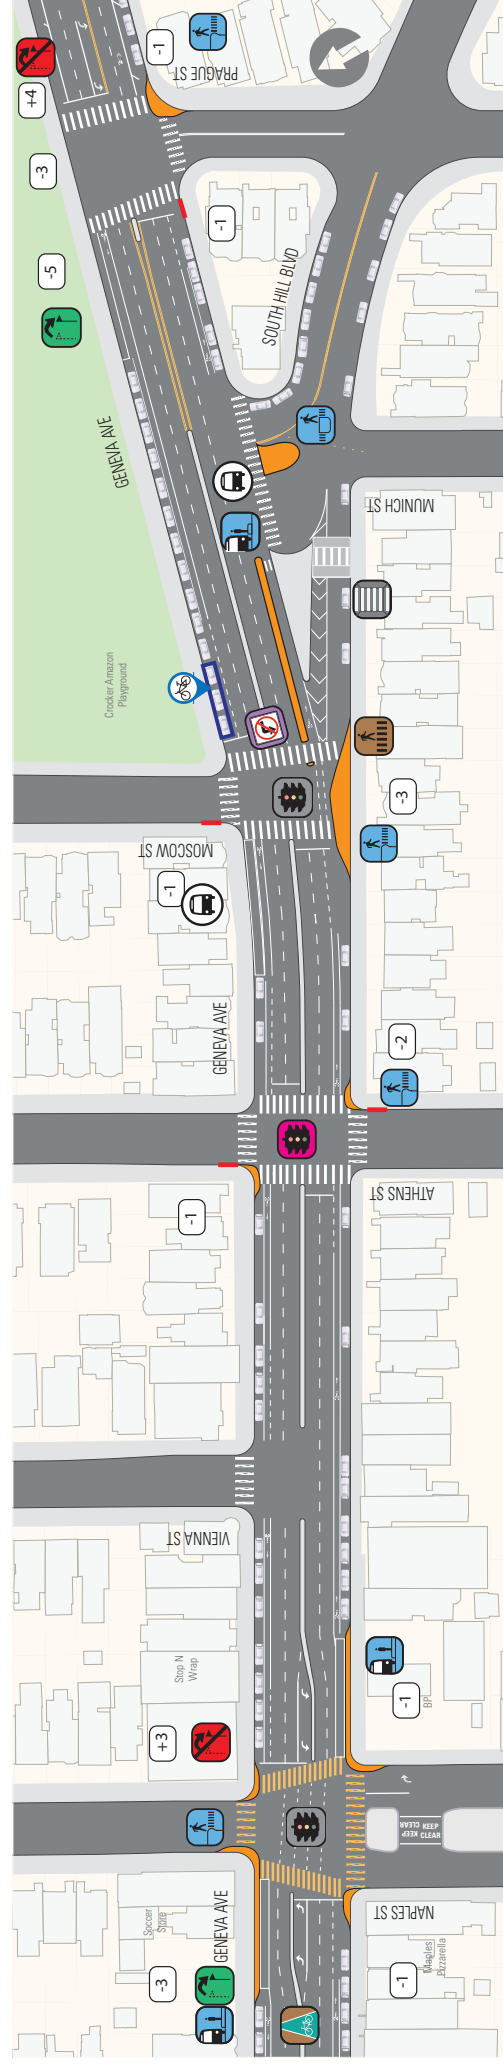 -1
PRAGUE ST
+4
-3
-1
-5
SOUTH HILL BLVD
GENEVA AVE
MUNICH ST
Crocker Amazon
Playground
-3
MOSCOW ST
-1
GENEVA AVE
-2
ATHENS ST
-1
VIENNA ST
Stop N
Wrap
-1
BP
+3
KEEP
CLEAR
KEEP
CLEAR
NAPLES ST
Soccer
Store
GENEVA AVE
-3
Maples
Pizzarella
-1